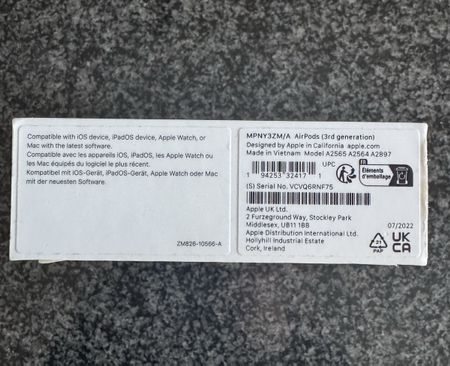 Compatible with iOS device, iPadOS device, Apple Watch, or
Mac with the latest software.
Compatible avec les appareils iOS, iPadOS, les Apple Watch ou
les Mac équipés du logiciel le plus récent.
Kompatibel mit iOS-Gerät, iPadOS-Gerät, Apple Watch oder Mac
mit der neuesten Software.
ZM826-10566-A
MPNY3ZM/A AirPods (3rd generation)
Designed by Apple in California apple.com
Made in Vietnam Model A2565 A2564 A2897
UPC
1 94253 32417 1
Éléments
d'emballage
(S) Serial No. VCVQ6RNF75
Apple UK Ltd.
2 Furzeground Way, Stockley Park
Middlesex, UB11 1BB
Apple Distribution International Ltd.
Hollyhill Industrial Estate
Cork, Ireland
07/2022
21
PAP
UK
CA